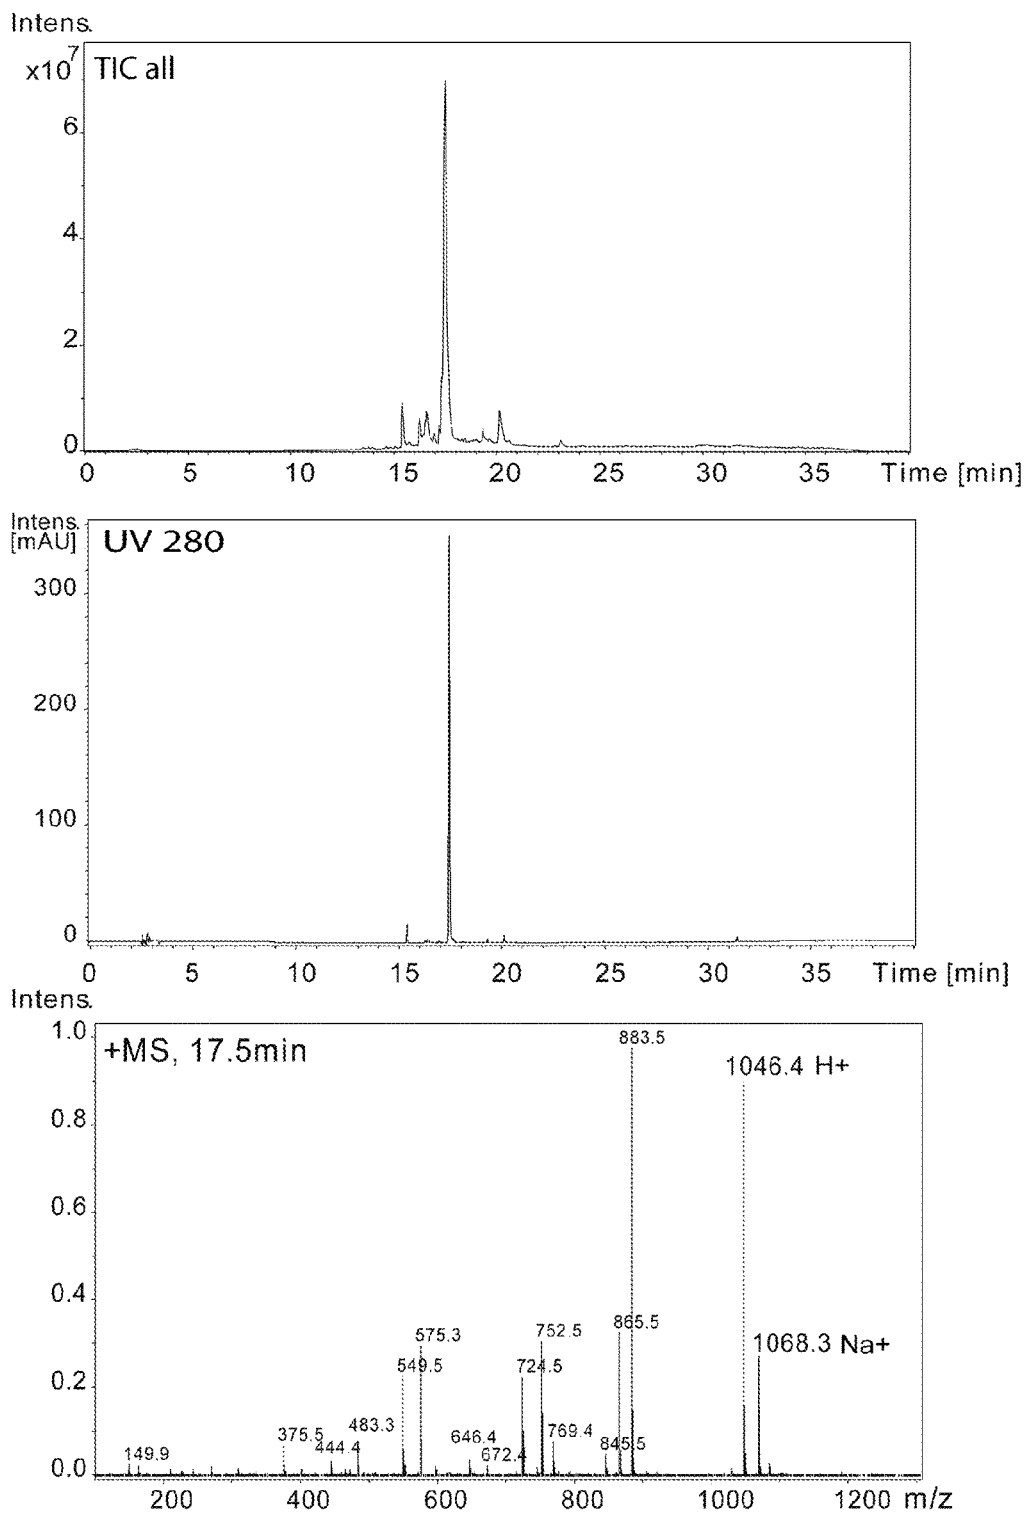 Intens.
x10^7
TIC all
6
4
2
0
0 5 10 15 20 25 30 35 Time [min]
Intens.
[mAU]
UV 280
300
200
100
0
0 5 10 15 20 25 30 35 Time [min]
Intens.
1.0
+MS, 17.5min
883.5
1046.4 H+
0.8
0.6
0.4
865.5
752.5
575.3
1068.3 Na+
549.5
724.5
0.2
375.5
444.4
483.3
646.4
672.4
769.4
845.5
149.9
0.0
200 400 600 800 1000 1200 m/z